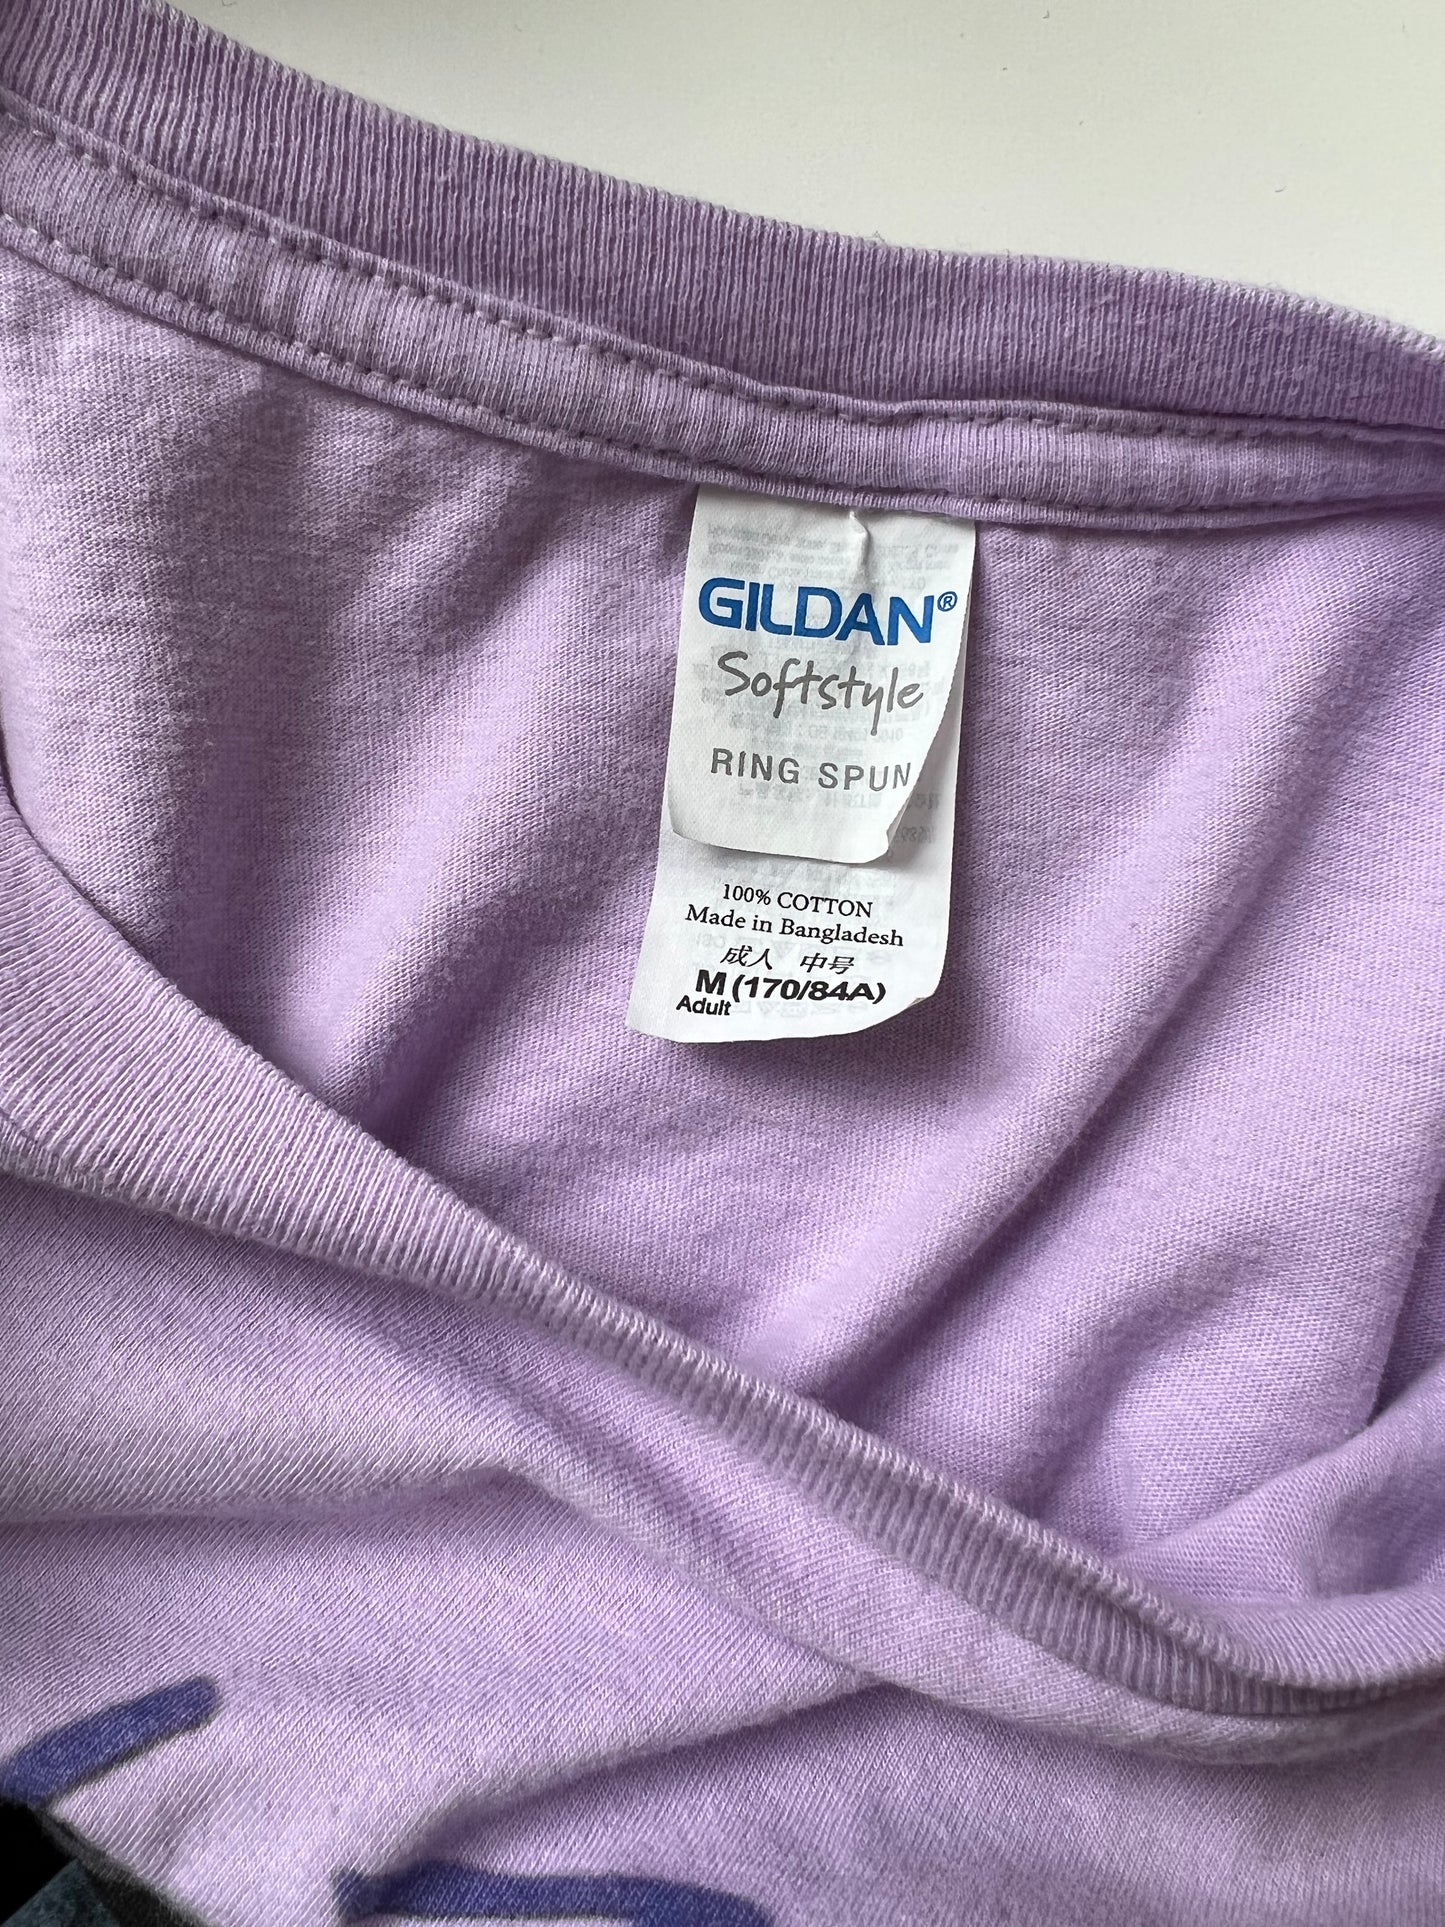 GILDAN®
Softstyle
RING SPUN
100% COTTON
Made in Bangladesh
成人 中号
M (170/84A)
Adult